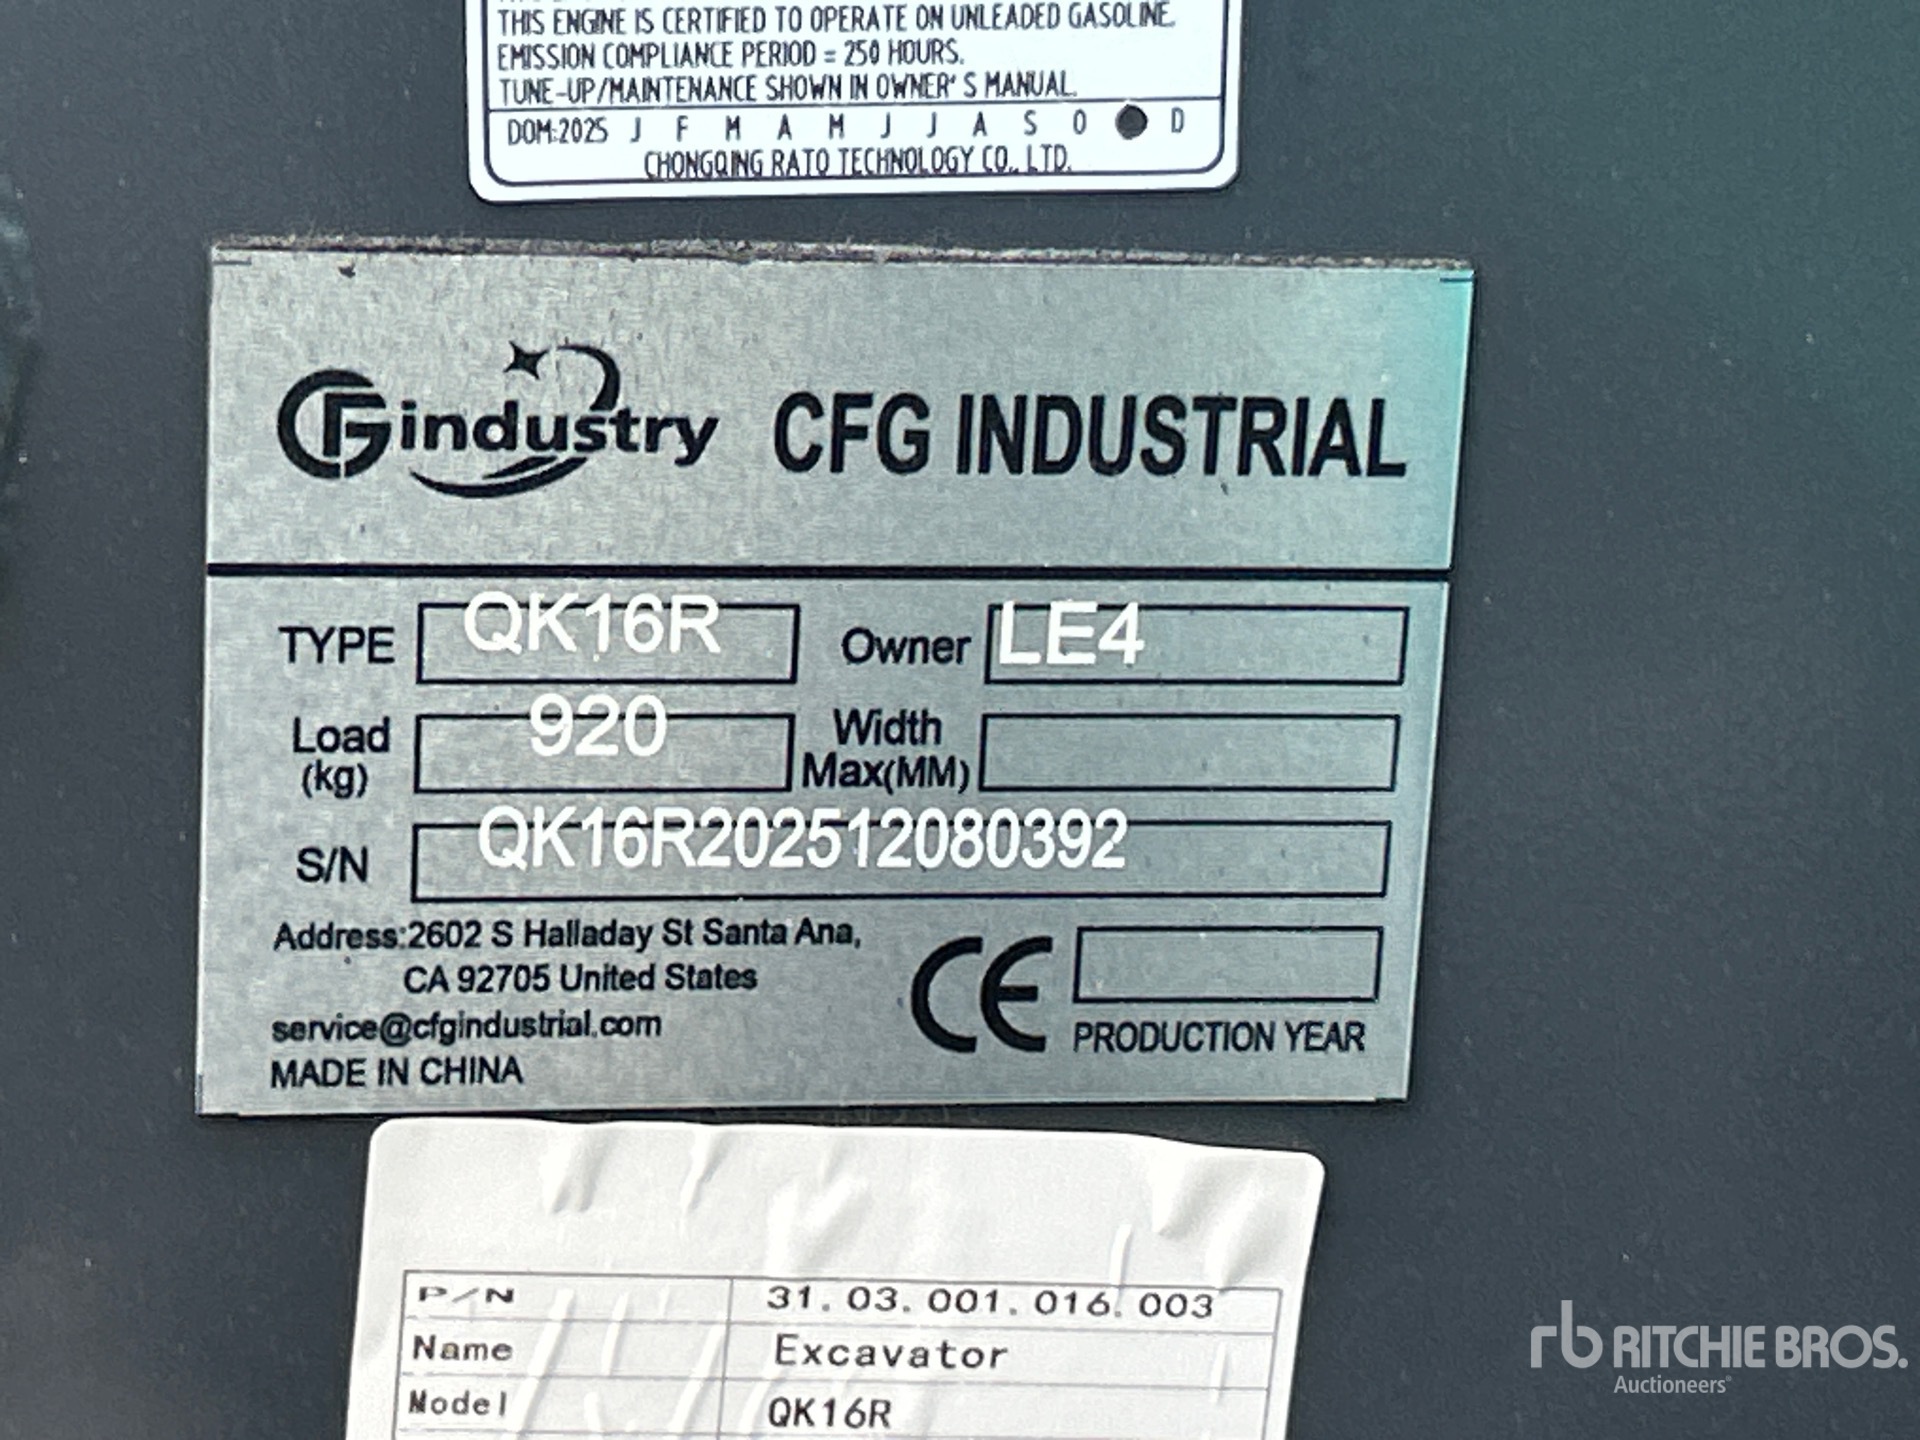 THIS ENGINE IS CERTIFIED TO OPERATE ON UNLEADED GASOLINE.
EMISSION COMPLIANCE PERIOD = 250 HOURS.
TUNE-UP/MAINTENANCE SHOWN IN OWNER' S MANUAL.
DOM:2025 J F M A M J J A S O ● D
CHONGQING RATO TECHNOLOGY CO., LTD.
CFG industry CFG INDUSTRIAL
TYPE QK16R Owner LE4
Load (kg) 920 Width Max(MM)
S/N QK16R202512080392
Address:2602 S Halladay St Santa Ana,
CA 92705 United States
service@cfgindustrial.com
MADE IN CHINA
CE PRODUCTION YEAR
P/N 31.03.001.016.003
Name Excavator
Model QK16R
rb RITCHIE BROS.
Auctioneers